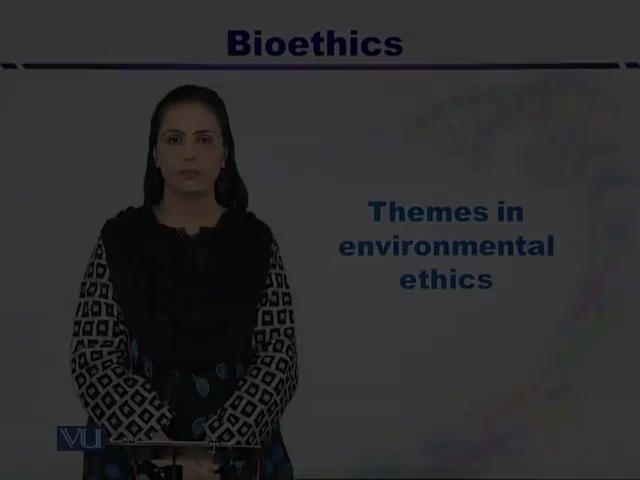 Bioethics
Themes in
environmental
ethics
VU